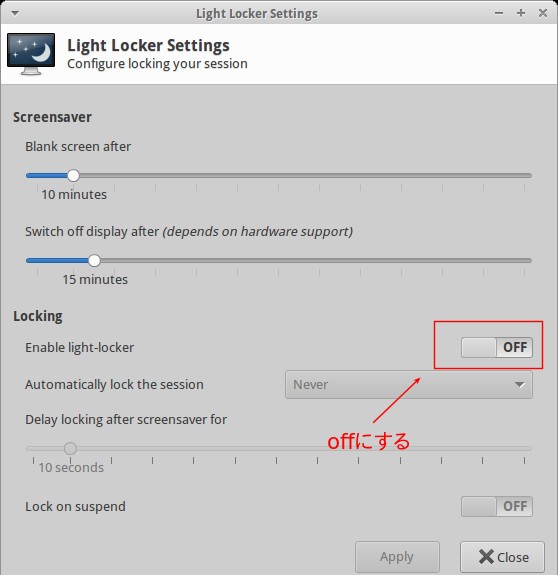 Light Locker Settings
Light Locker Settings
Configure locking your session
Screensaver
Blank screen after
10 minutes
Switch off display after (depends on hardware support)
15 minutes
Locking
Enable light-locker OFF
Automatically lock the session Never
Delay locking after screensaver for
offにする
10 seconds
Lock on suspend OFF
Apply Close